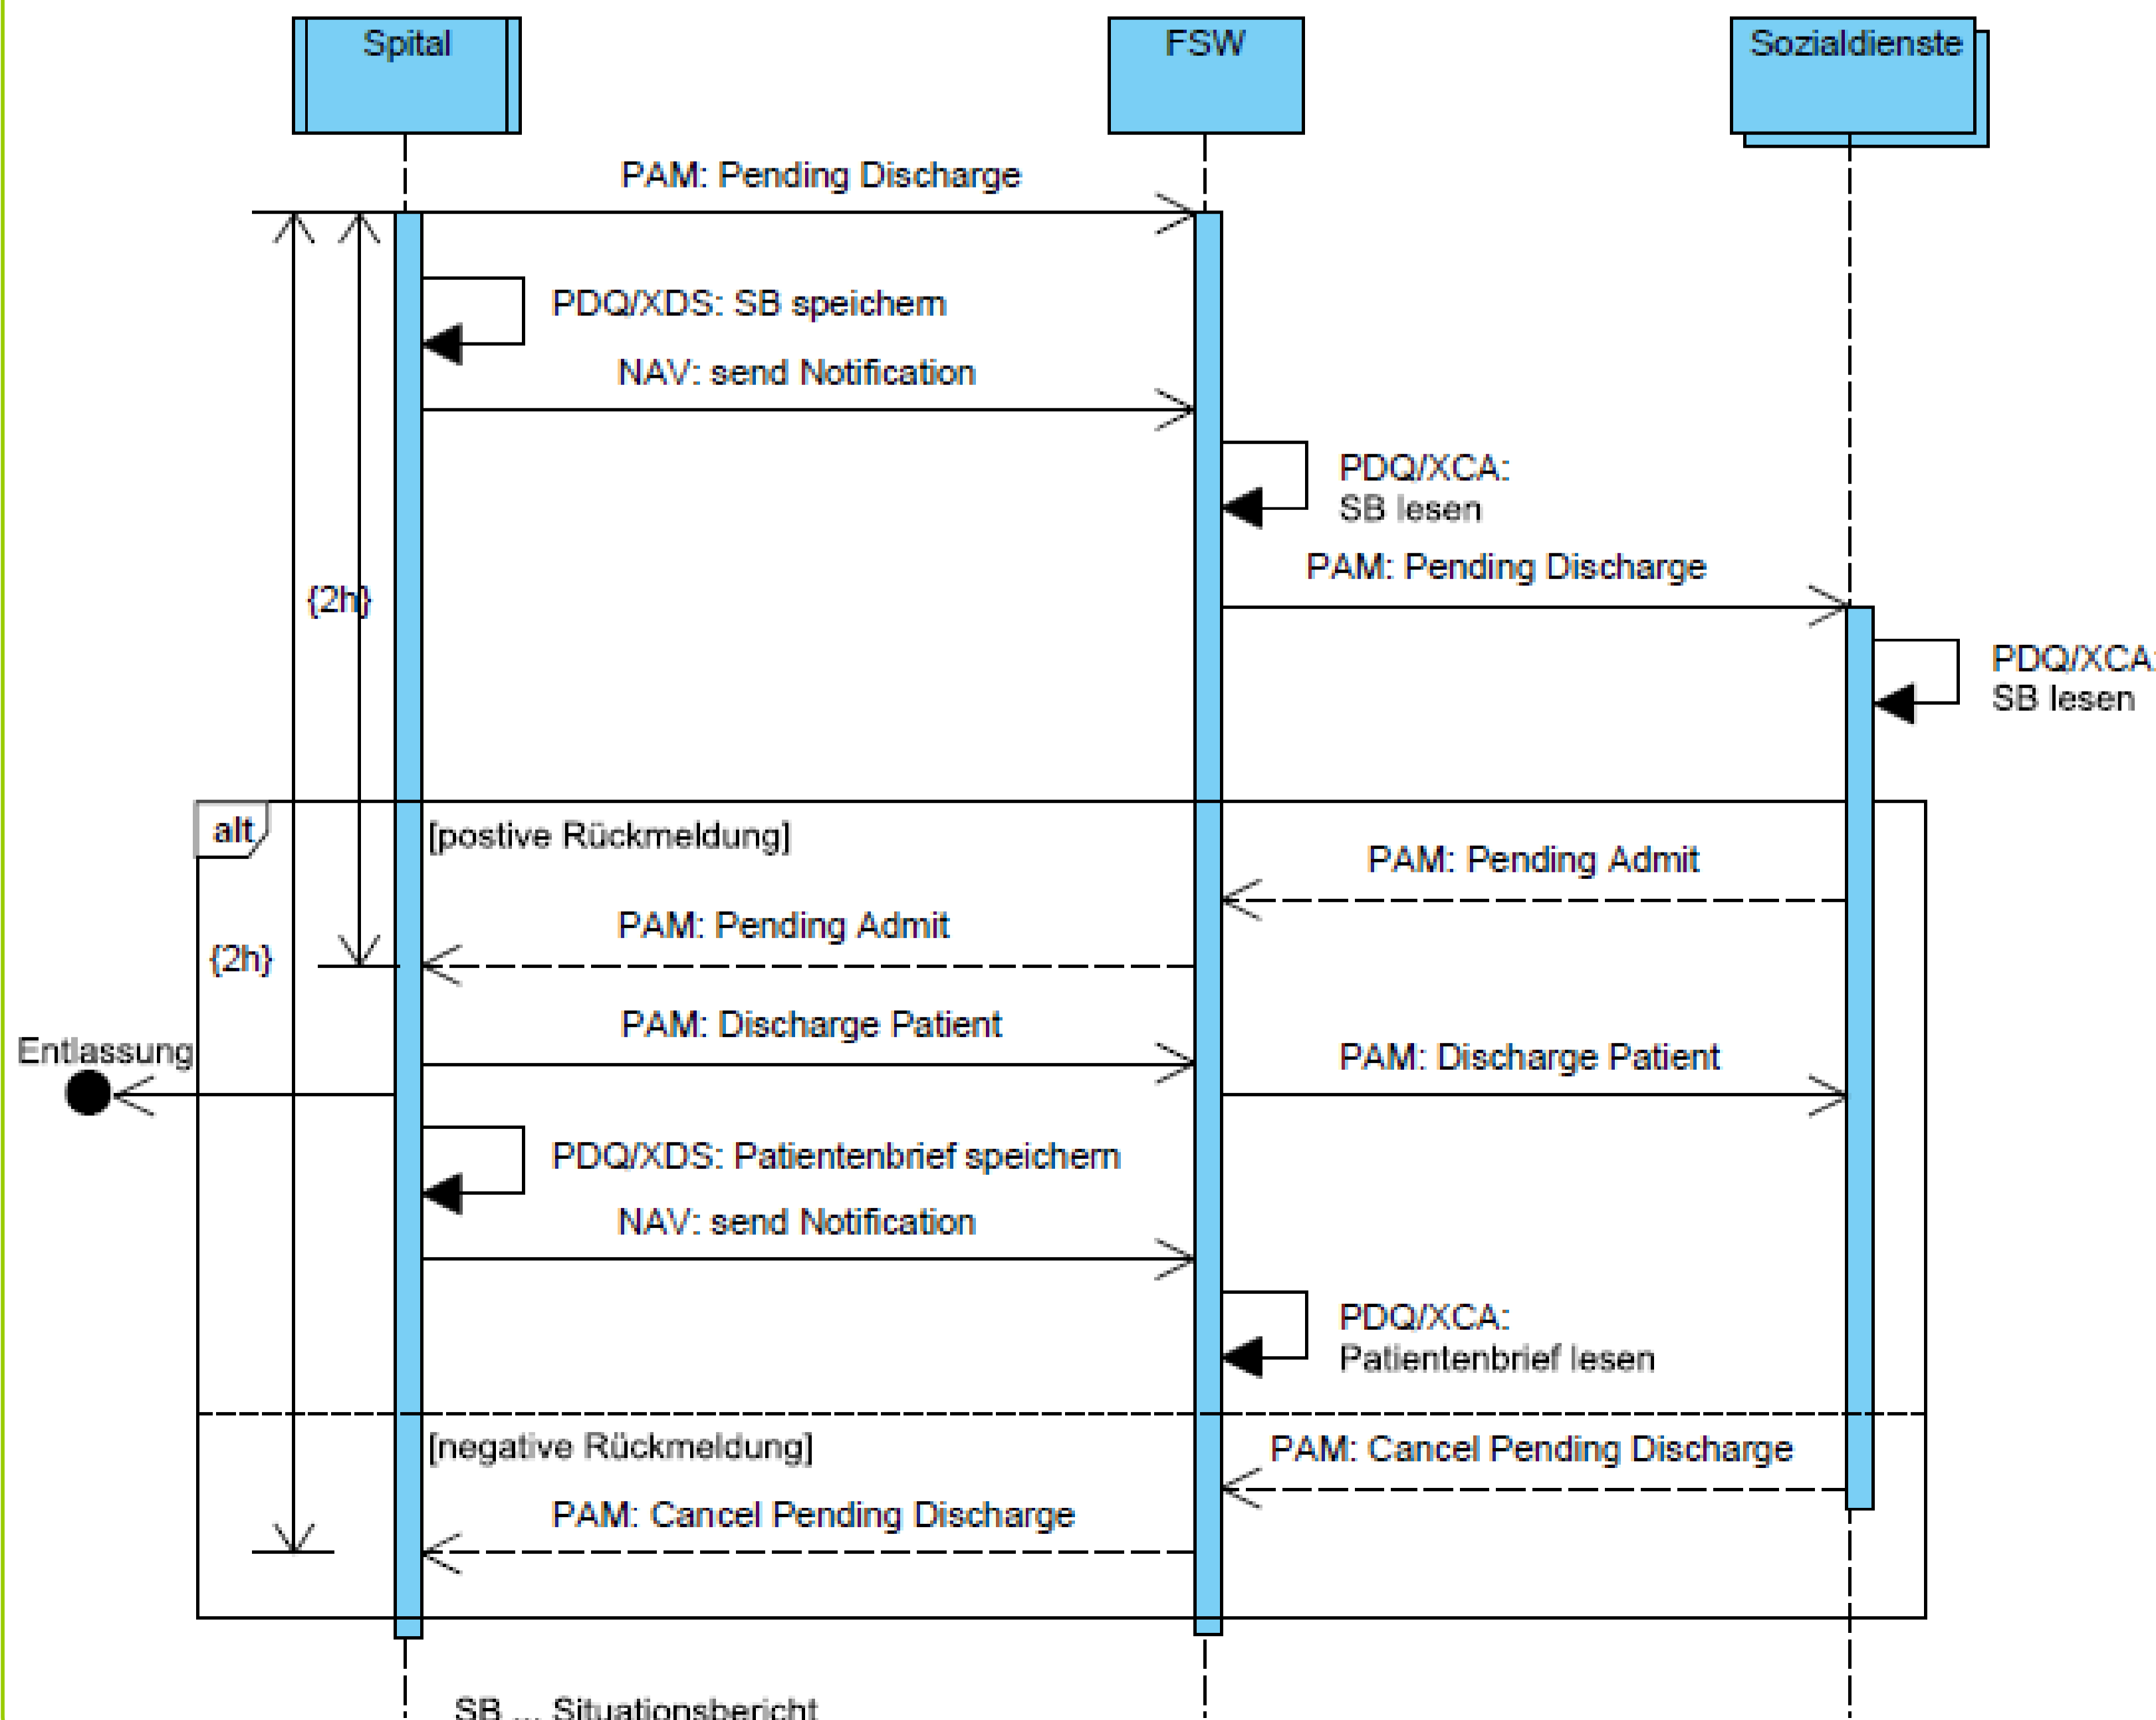 Spital
FSW
Sozialdienste
PAM: Pending Discharge
PDQ/XDS: SB speichern
NAV: send Notification
PDQ/XCA:
SB lesen
PAM: Pending Discharge
{2h}
PDQ/XCA:
SB lesen
alt
[postive Rückmeldung]
PAM: Pending Admit
PAM: Pending Admit
{2h}
PAM: Discharge Patient
Entlassung
PAM: Discharge Patient
PDQ/XDS: Patientenbrief speichern
NAV: send Notification
PDQ/XCA:
Patientenbrief lesen
[negative Rückmeldung]
PAM: Cancel Pending Discharge
PAM: Cancel Pending Discharge
SB ... Situationsbericht